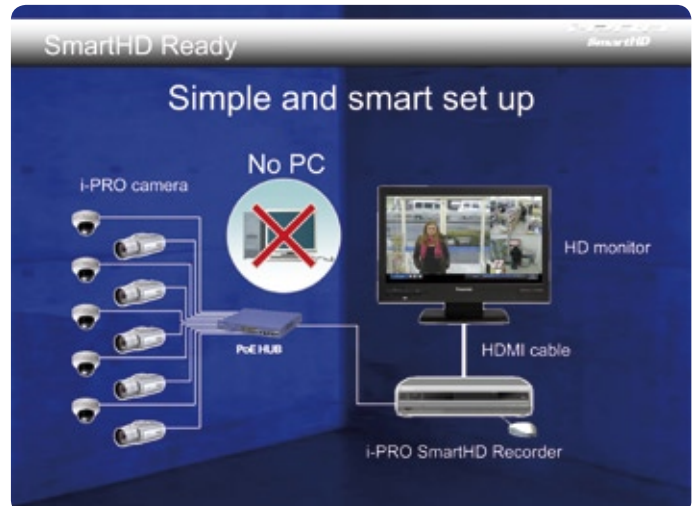 SmartHD Ready
i-PRO
SmartHD
Simple and smart set up
No PC
i-PRO camera
HD monitor
PoE HUB
HDMI cable
i-PRO SmartHD Recorder